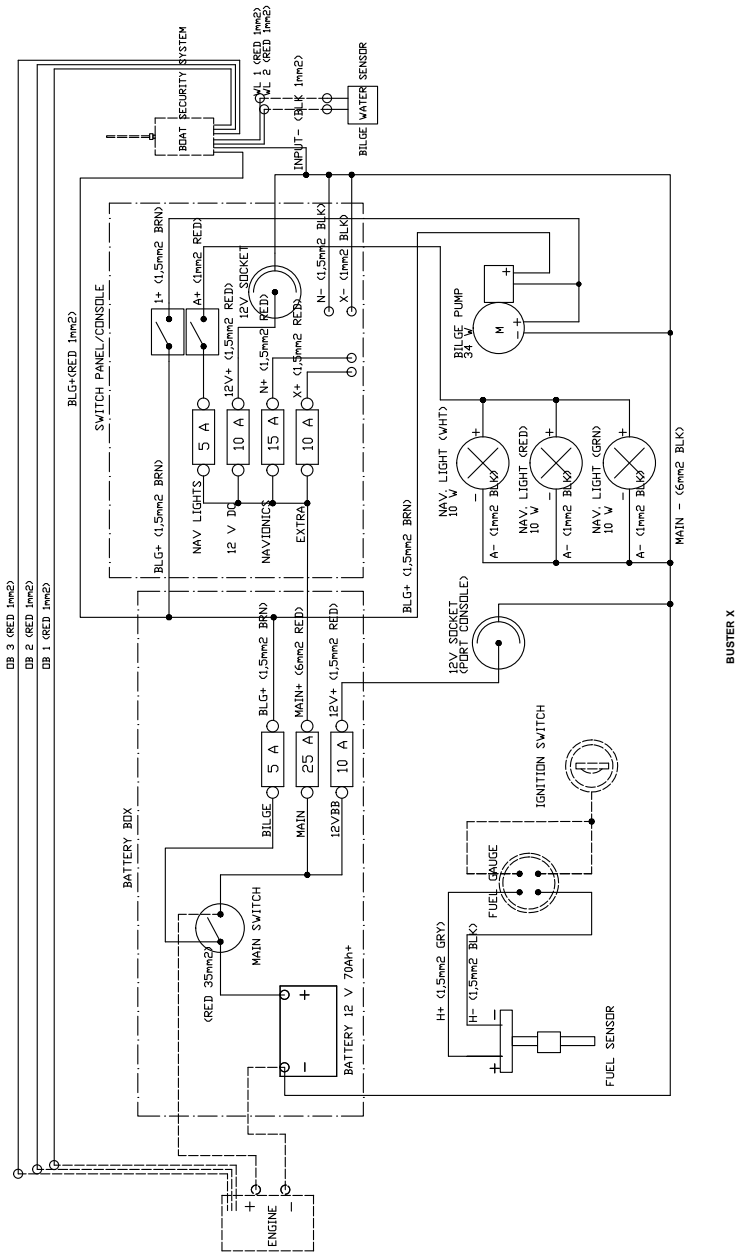 BOAT SECURITY SYSTEM
WL 1 (RED 1mm2)
WL 2 (RED 1mm2)
INPUT- (BLK 1mm2)
BILGE WATER SENSOR
BLG+(RED 1mm2)
SWITCH PANEL/CONSOLE
1+ (1,5mm2 BRN)
A+ (1mm2 RED)
12V SOCKET
12V+ (1,5mm2 RED)
N+ (1,5mm2 RED)
X+ (1,5mm2 RED)
N- (1,5mm2 BLK)
X- (1mm2 BLK)
5 A
10 A
15 A
10 A
NAV LIGHTS
12 V DC
NAVIONICS
EXTRA
BLG+ (1,5mm2 BRN)
BILGE PUMP
34 W
M
+
-
+
NAV. LIGHT (WHT)
10 W
NAV. LIGHT (RED)
10 W
NAV. LIGHT (GRN)
10 W
+
-
+
-
+
-
A- (1mm2 BLK)
A- (1mm2 BLK)
A- (1mm2 BLK)
MAIN - (6mm2 BLK)
BLG+ (1,5mm2 BRN)
OB 3 (RED 1mm2)
OB 2 (RED 1mm2)
OB 1 (RED 1mm2)
BATTERY BOX
BLG+ (1,5mm2 BRN)
MAIN+ (6mm2 RED)
12V+ (1,5mm2 RED)
5 A
25 A
10 A
BILGE
MAIN
12VBB
12V SOCKET
(PORT CONSOLE)
BUSTER X
IGNITION SWITCH
FUEL GAUGE
MAIN SWITCH
(RED 35mm2)
BATTERY 12 V 70Ah+
+
-
H+ (1,5mm2 GRY)
H- (1,5mm2 BLK)
-
+
FUEL SENSOR
ENGINE
+
-